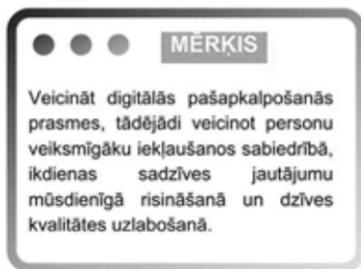 MĒRĶIS
Veicināt digitālās pašapkalpošanās
prasmes, tādējādi veicinot personu
veiksmīgāku iekļaušanos sabiedrībā,
ikdienas sadzīves jautājumu
mūsdienīgā risināšanā un dzīves
kvalitātes uzlabošanā.